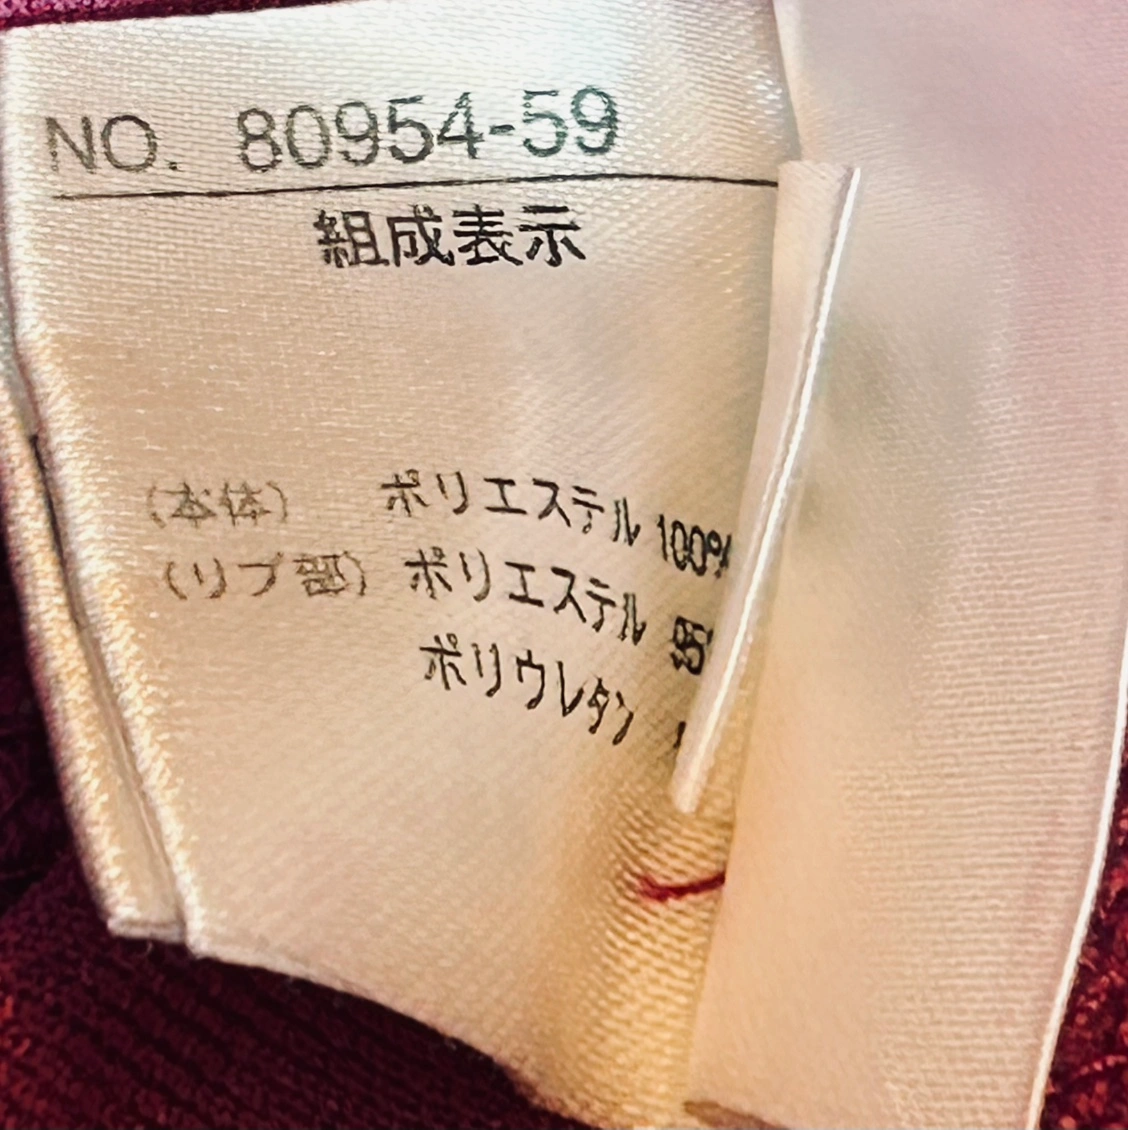 NO. 80954-59
組成表示
(本体) ポリエステル 100%
(リブ部) ポリエステル
ポリウレタン